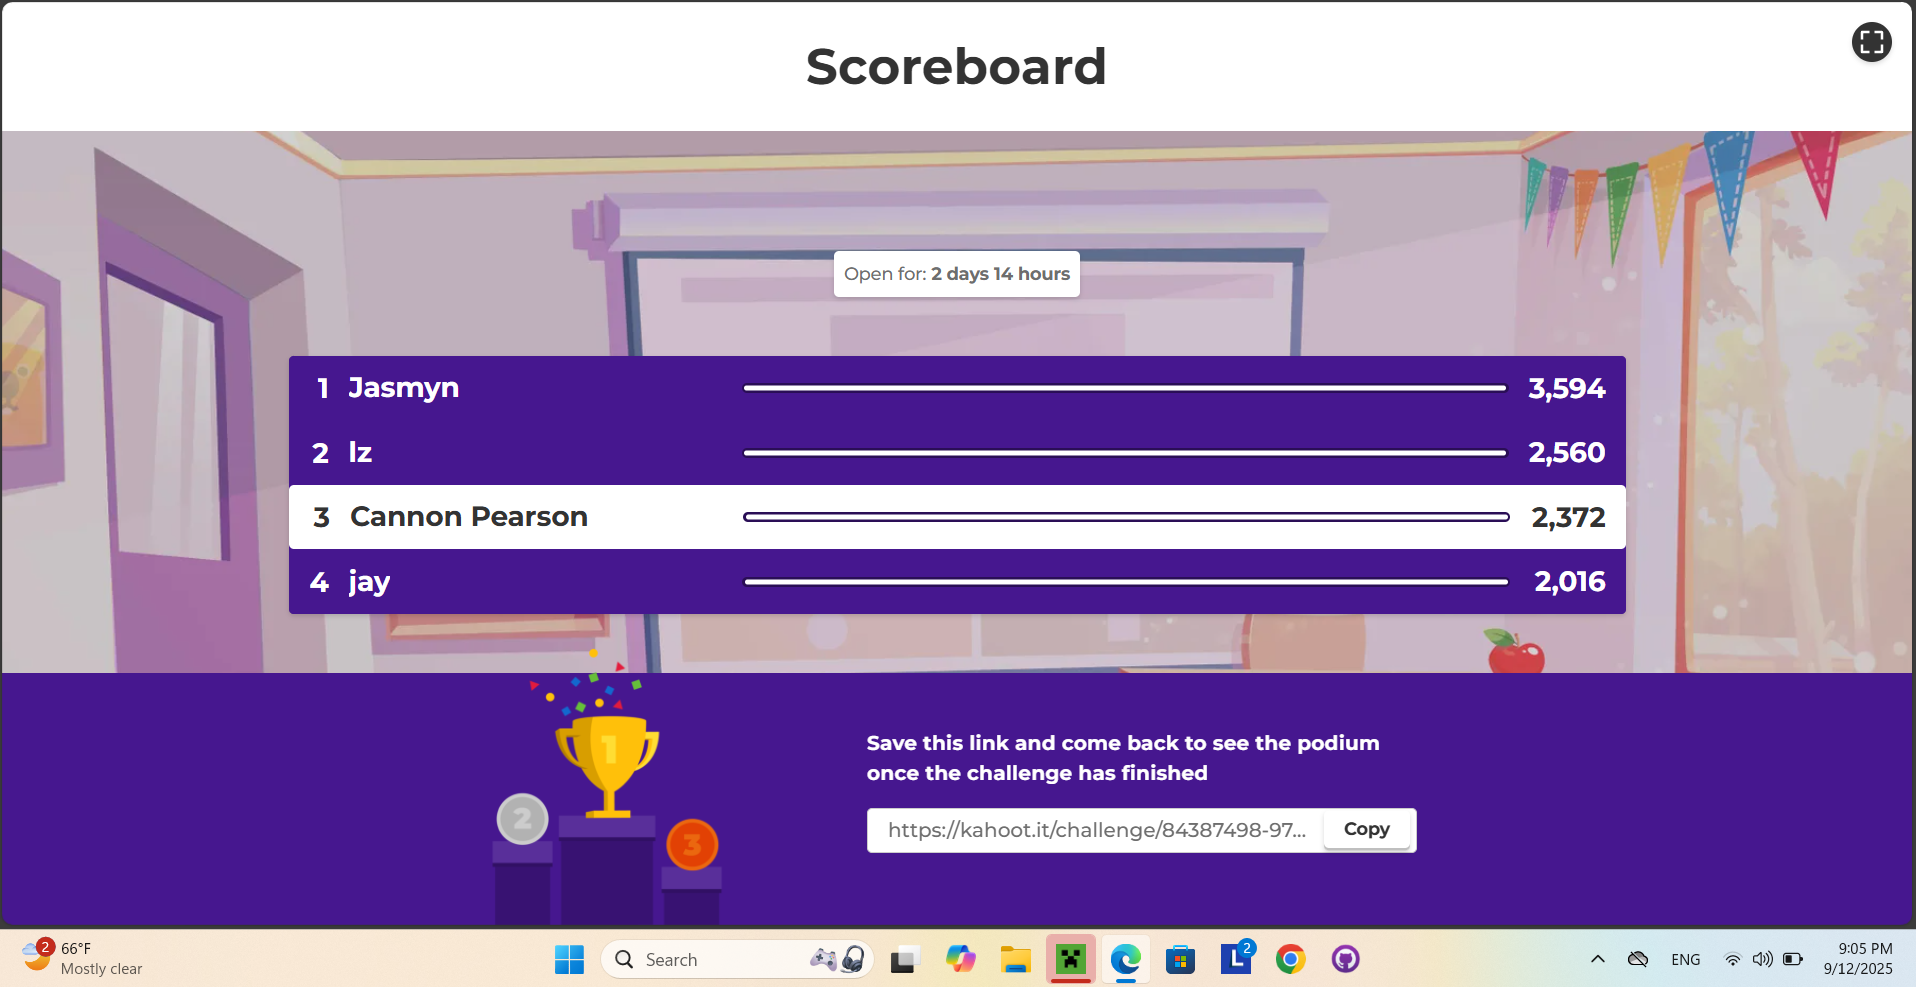 Scoreboard
Open for: 2 days 14 hours
1 Jasmyn 3,594
2 lz 2,560
3 Cannon Pearson 2,372
4 jay 2,016
1
2
3
Save this link and come back to see the podium
once the challenge has finished
https://kahoot.it/challenge/84387498-97... Copy
2 66°F
Mostly clear
Search
L 2
ENG
9:05 PM
9/12/2025